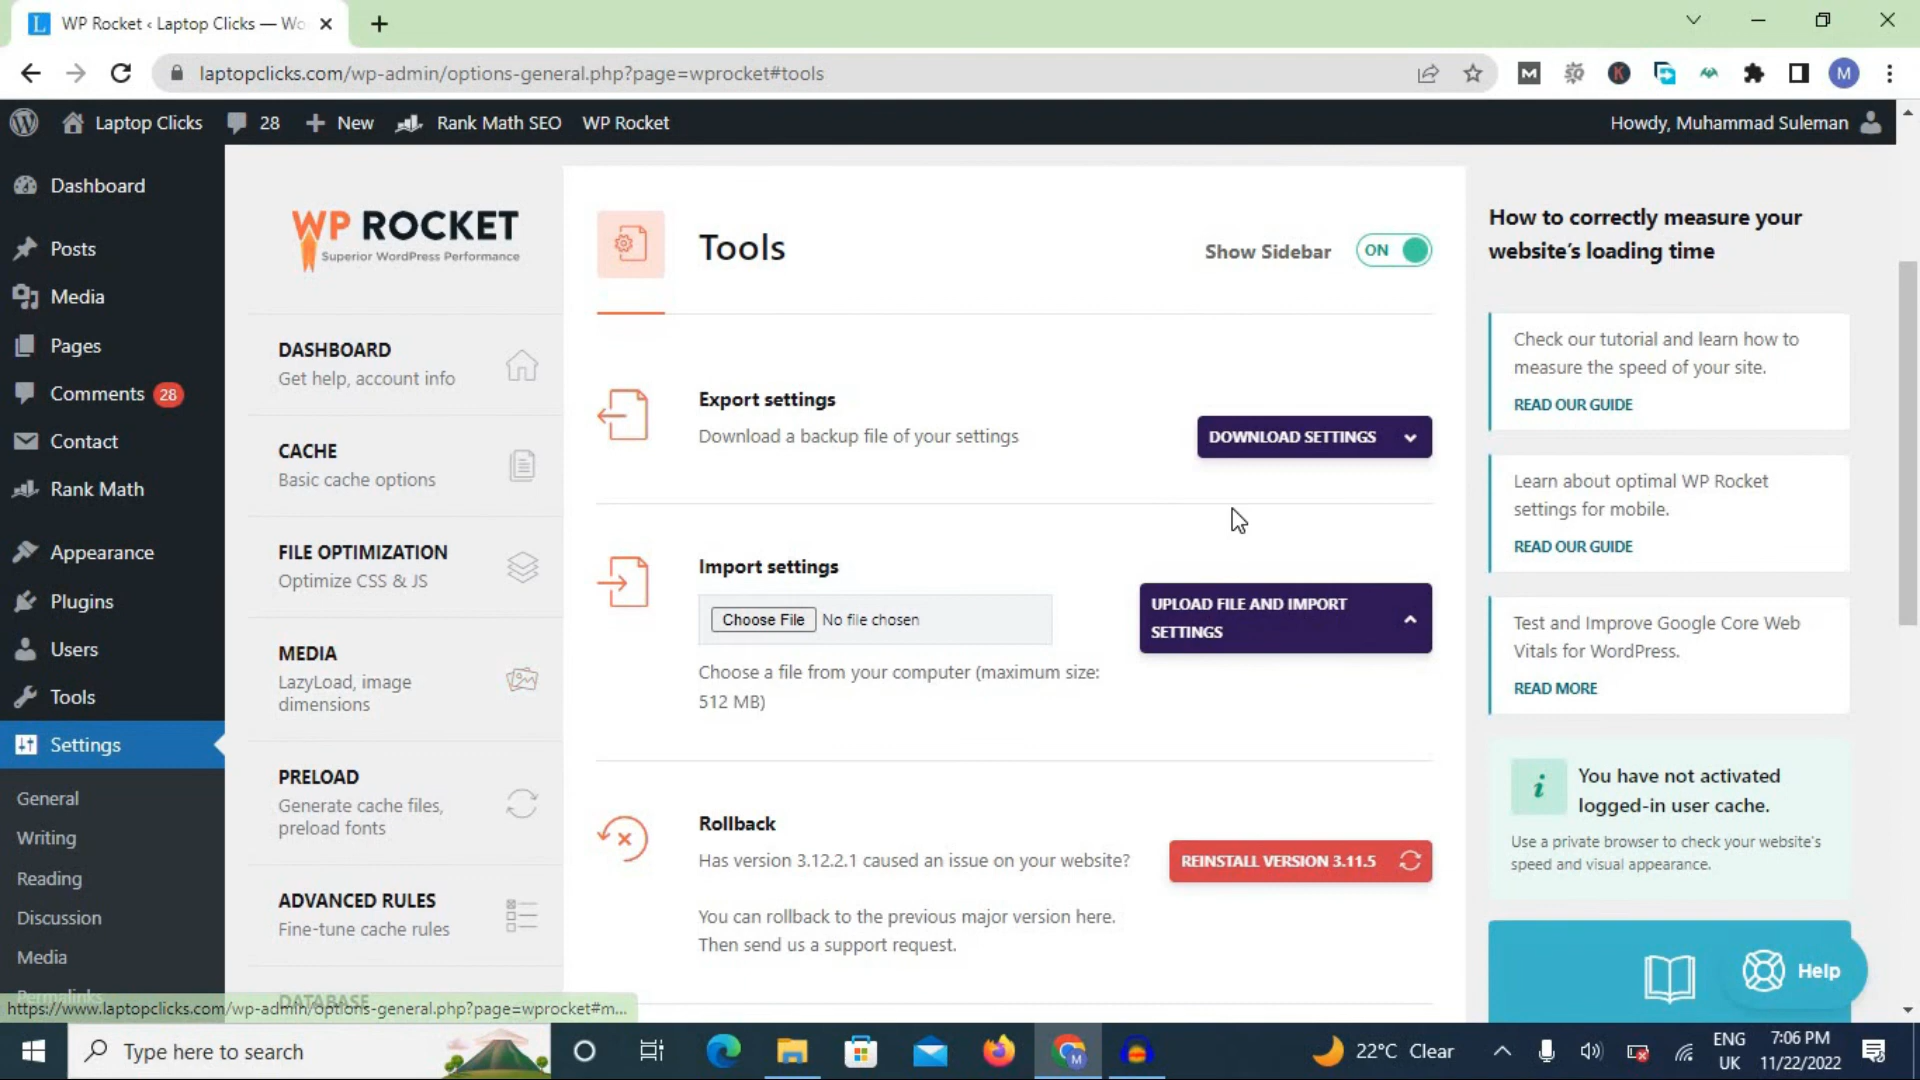 WP Rocket ‹ Laptop Clicks — Wo
laptopclicks.com/wp-admin/options-general.php?page=wprocket#tools
M
Laptop Clicks
28
New
Rank Math SEO
WP Rocket
Howdy, Muhammad Suleman
Dashboard
Posts
Media
Pages
Comments 28
Contact
Rank Math
Appearance
Plugins
Users
Tools
Settings
General
Writing
Reading
Discussion
Media
Permalinks
WP ROCKET
Superior WordPress Performance
DASHBOARD
Get help, account info
CACHE
Basic cache options
FILE OPTIMIZATION
Optimize CSS & JS
MEDIA
LazyLoad, image
dimensions
PRELOAD
Generate cache files,
preload fonts
ADVANCED RULES
Fine-tune cache rules
DATABASE
Tools
Show Sidebar
ON
Export settings
Download a backup file of your settings
DOWNLOAD SETTINGS
Import settings
Choose File No file chosen
Choose a file from your computer (maximum size:
512 MB)
UPLOAD FILE AND IMPORT
SETTINGS
Rollback
Has version 3.12.2.1 caused an issue on your website?
REINSTALL VERSION 3.11.5
You can rollback to the previous major version here.
Then send us a support request.
How to correctly measure your
website's loading time
Check our tutorial and learn how to
measure the speed of your site.
READ OUR GUIDE
Learn about optimal WP Rocket
settings for mobile.
READ OUR GUIDE
Test and Improve Google Core Web
Vitals for WordPress.
READ MORE
You have not activated
logged-in user cache.
Use a private browser to check your website's
speed and visual appearance.
Help
https://www.laptopclicks.com/wp-admin/options-general.php?page=wprocket#m...
Type here to search
22°C Clear
ENG
UK
7:06 PM
11/22/2022